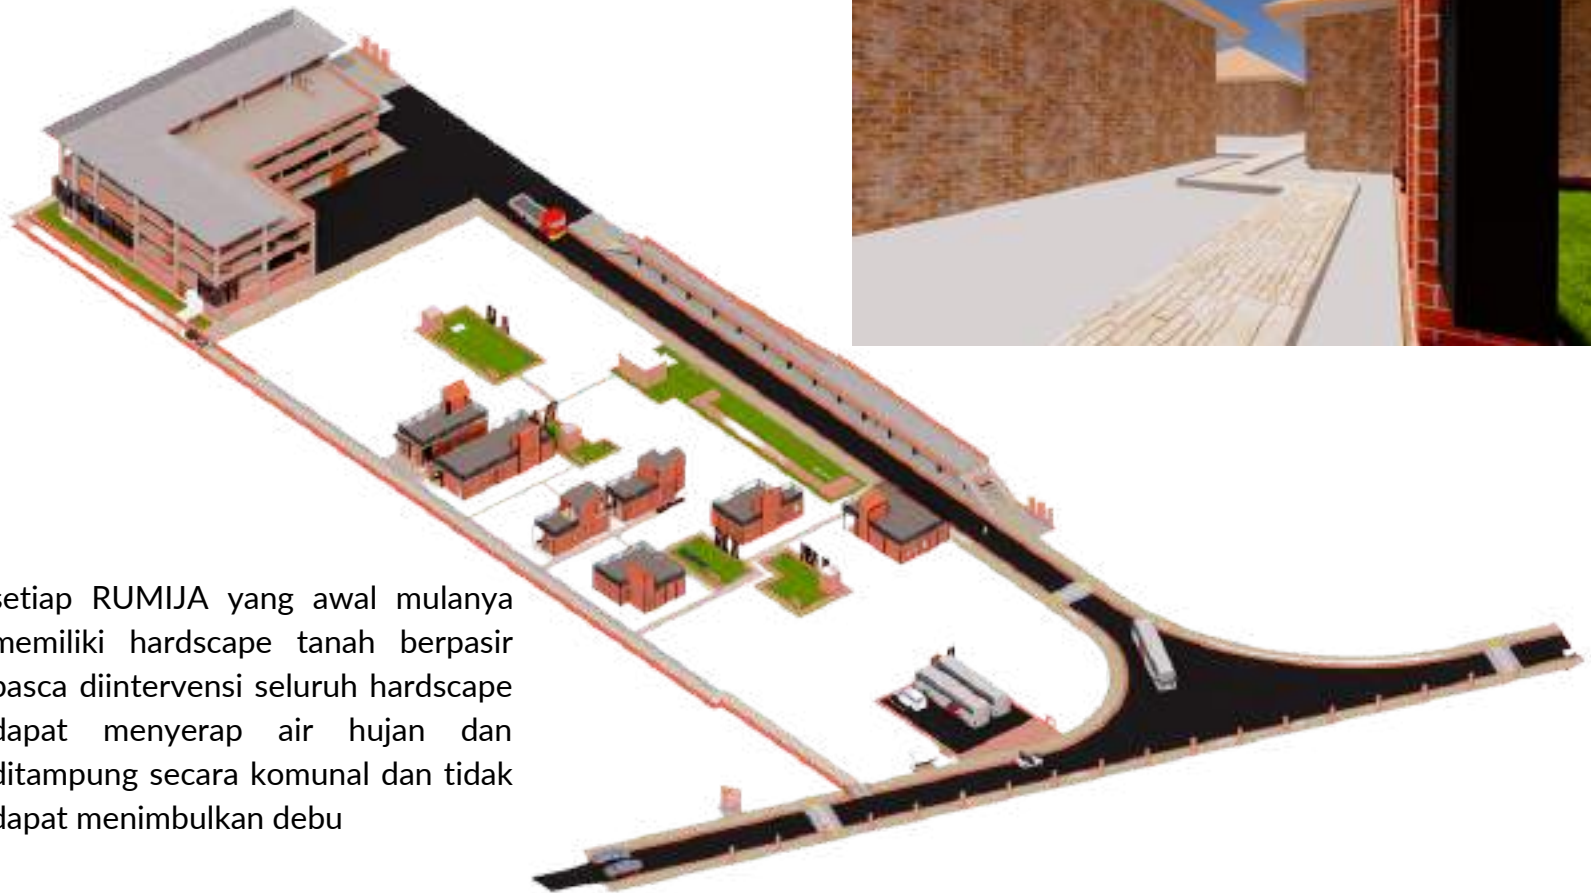 setiap RUMIJA yang awal mulanya
memiliki hardscape tanah berpasir
pasca diintervensi seluruh hardscape
dapat menyerap air hujan dan
ditampung secara komunal dan tidak
dapat menimbulkan debu